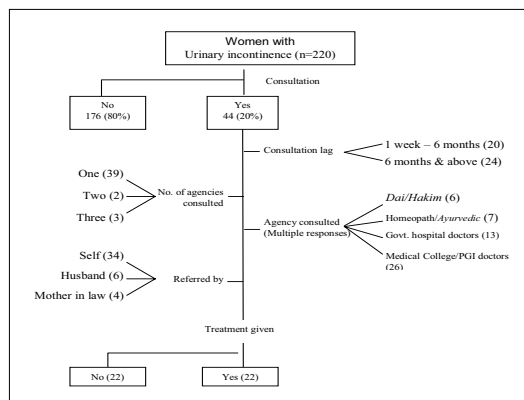 Women with
Urinary incontinence (n=220)
Consultation
No
176 (80%)
Yes
44 (20%)
Consultation lag
1 week – 6 months (20)
6 months & above (24)
One (39)
Two (2)
Three (3)
No. of agencies
consulted
Agency consulted
(Multiple responses)
Dai/Hakim (6)
Homeopath/Ayurvedic (7)
Govt. hospital doctors (13)
Medical College/PGI doctors
(26)
Self (34)
Husband (6)
Mother in law (4)
Referred by
Treatment given
No (22)
Yes (22)